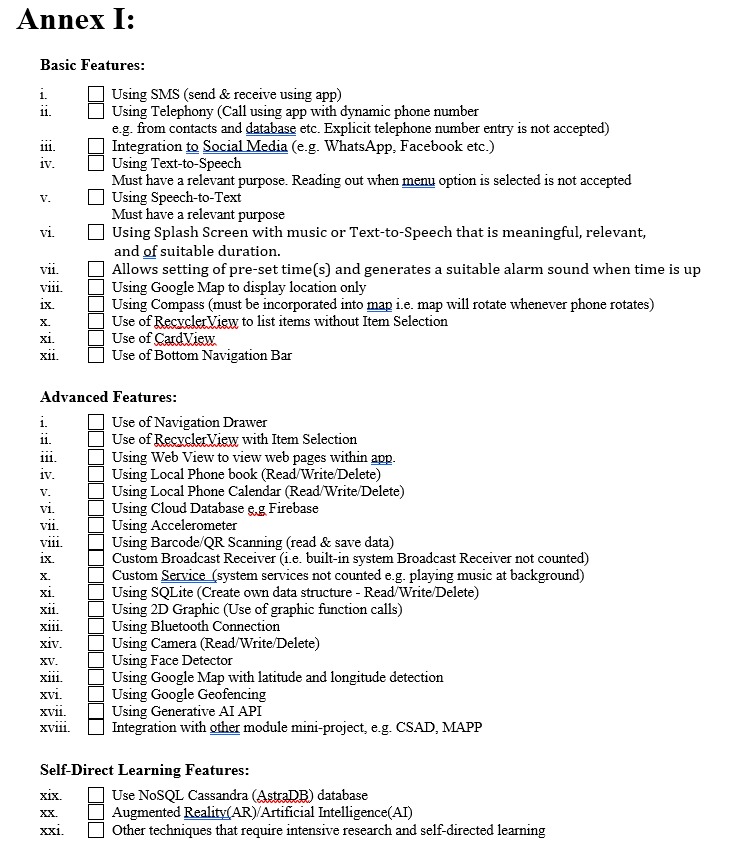 Annex I:
Basic Features:
i. Using SMS (send & receive using app)
ii. Using Telephony (Call using app with dynamic phone number
e.g. from contacts and database etc. Explicit telephone number entry is not accepted)
iii. Integration to Social Media (e.g. WhatsApp, Facebook etc.)
iv. Using Text-to-Speech
Must have a relevant purpose. Reading out when menu option is selected is not accepted
v. Using Speech-to-Text
Must have a relevant purpose
vi. Using Splash Screen with music or Text-to-Speech that is meaningful, relevant,
and of suitable duration.
vii. Allows setting of pre-set time(s) and generates a suitable alarm sound when time is up
viii. Using Google Map to display location only
ix. Using Compass (must be incorporated into map i.e. map will rotate whenever phone rotates)
x. Use of RecyclerView to list items without Item Selection
xi. Use of CardView
xii. Use of Bottom Navigation Bar
Advanced Features:
i. Use of Navigation Drawer
ii. Use of RecyclerView with Item Selection
iii. Using Web View to view web pages within app.
iv. Using Local Phone book (Read/Write/Delete)
v. Using Local Phone Calendar (Read/Write/Delete)
vi. Using Cloud Database e.g Firebase
vii. Using Accelerometer
viii. Using Barcode/QR Scanning (read & save data)
ix. Custom Broadcast Receiver (i.e. built-in system Broadcast Receiver not counted)
x. Custom Service (system services not counted e.g. playing music at background)
xi. Using SQLite (Create own data structure - Read/Write/Delete)
xii. Using 2D Graphic (Use of graphic function calls)
xiii. Using Bluetooth Connection
xiv. Using Camera (Read/Write/Delete)
xv. Using Face Detector
xiii. Using Google Map with latitude and longitude detection
xvi. Using Google Geofencing
xvii. Using Generative AI API
xviii. Integration with other module mini-project, e.g. CSAD, MAPP
Self-Direct Learning Features:
xix. Use NoSQL Cassandra (AstraDB) database
xx. Augmented Reality(AR)/Artificial Intelligence(AI)
xxi. Other techniques that require intensive research and self-directed learning